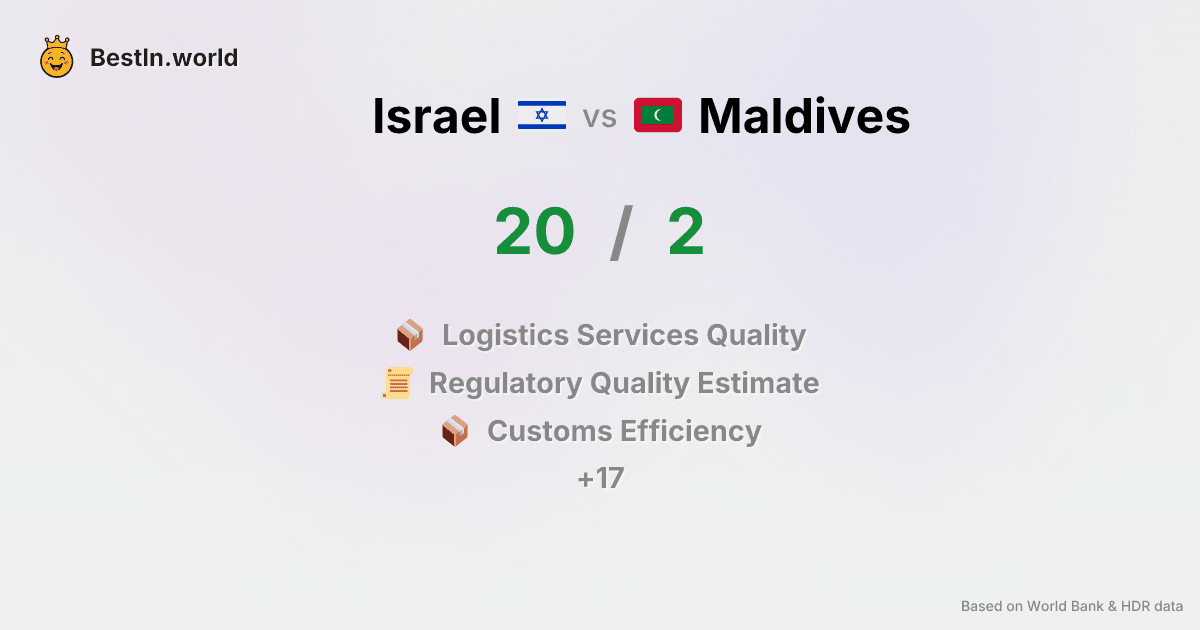 BestIn.world
Israel vs Maldives
20 / 2
Logistics Services Quality
Regulatory Quality Estimate
Customs Efficiency
+17
Based on World Bank & HDR data